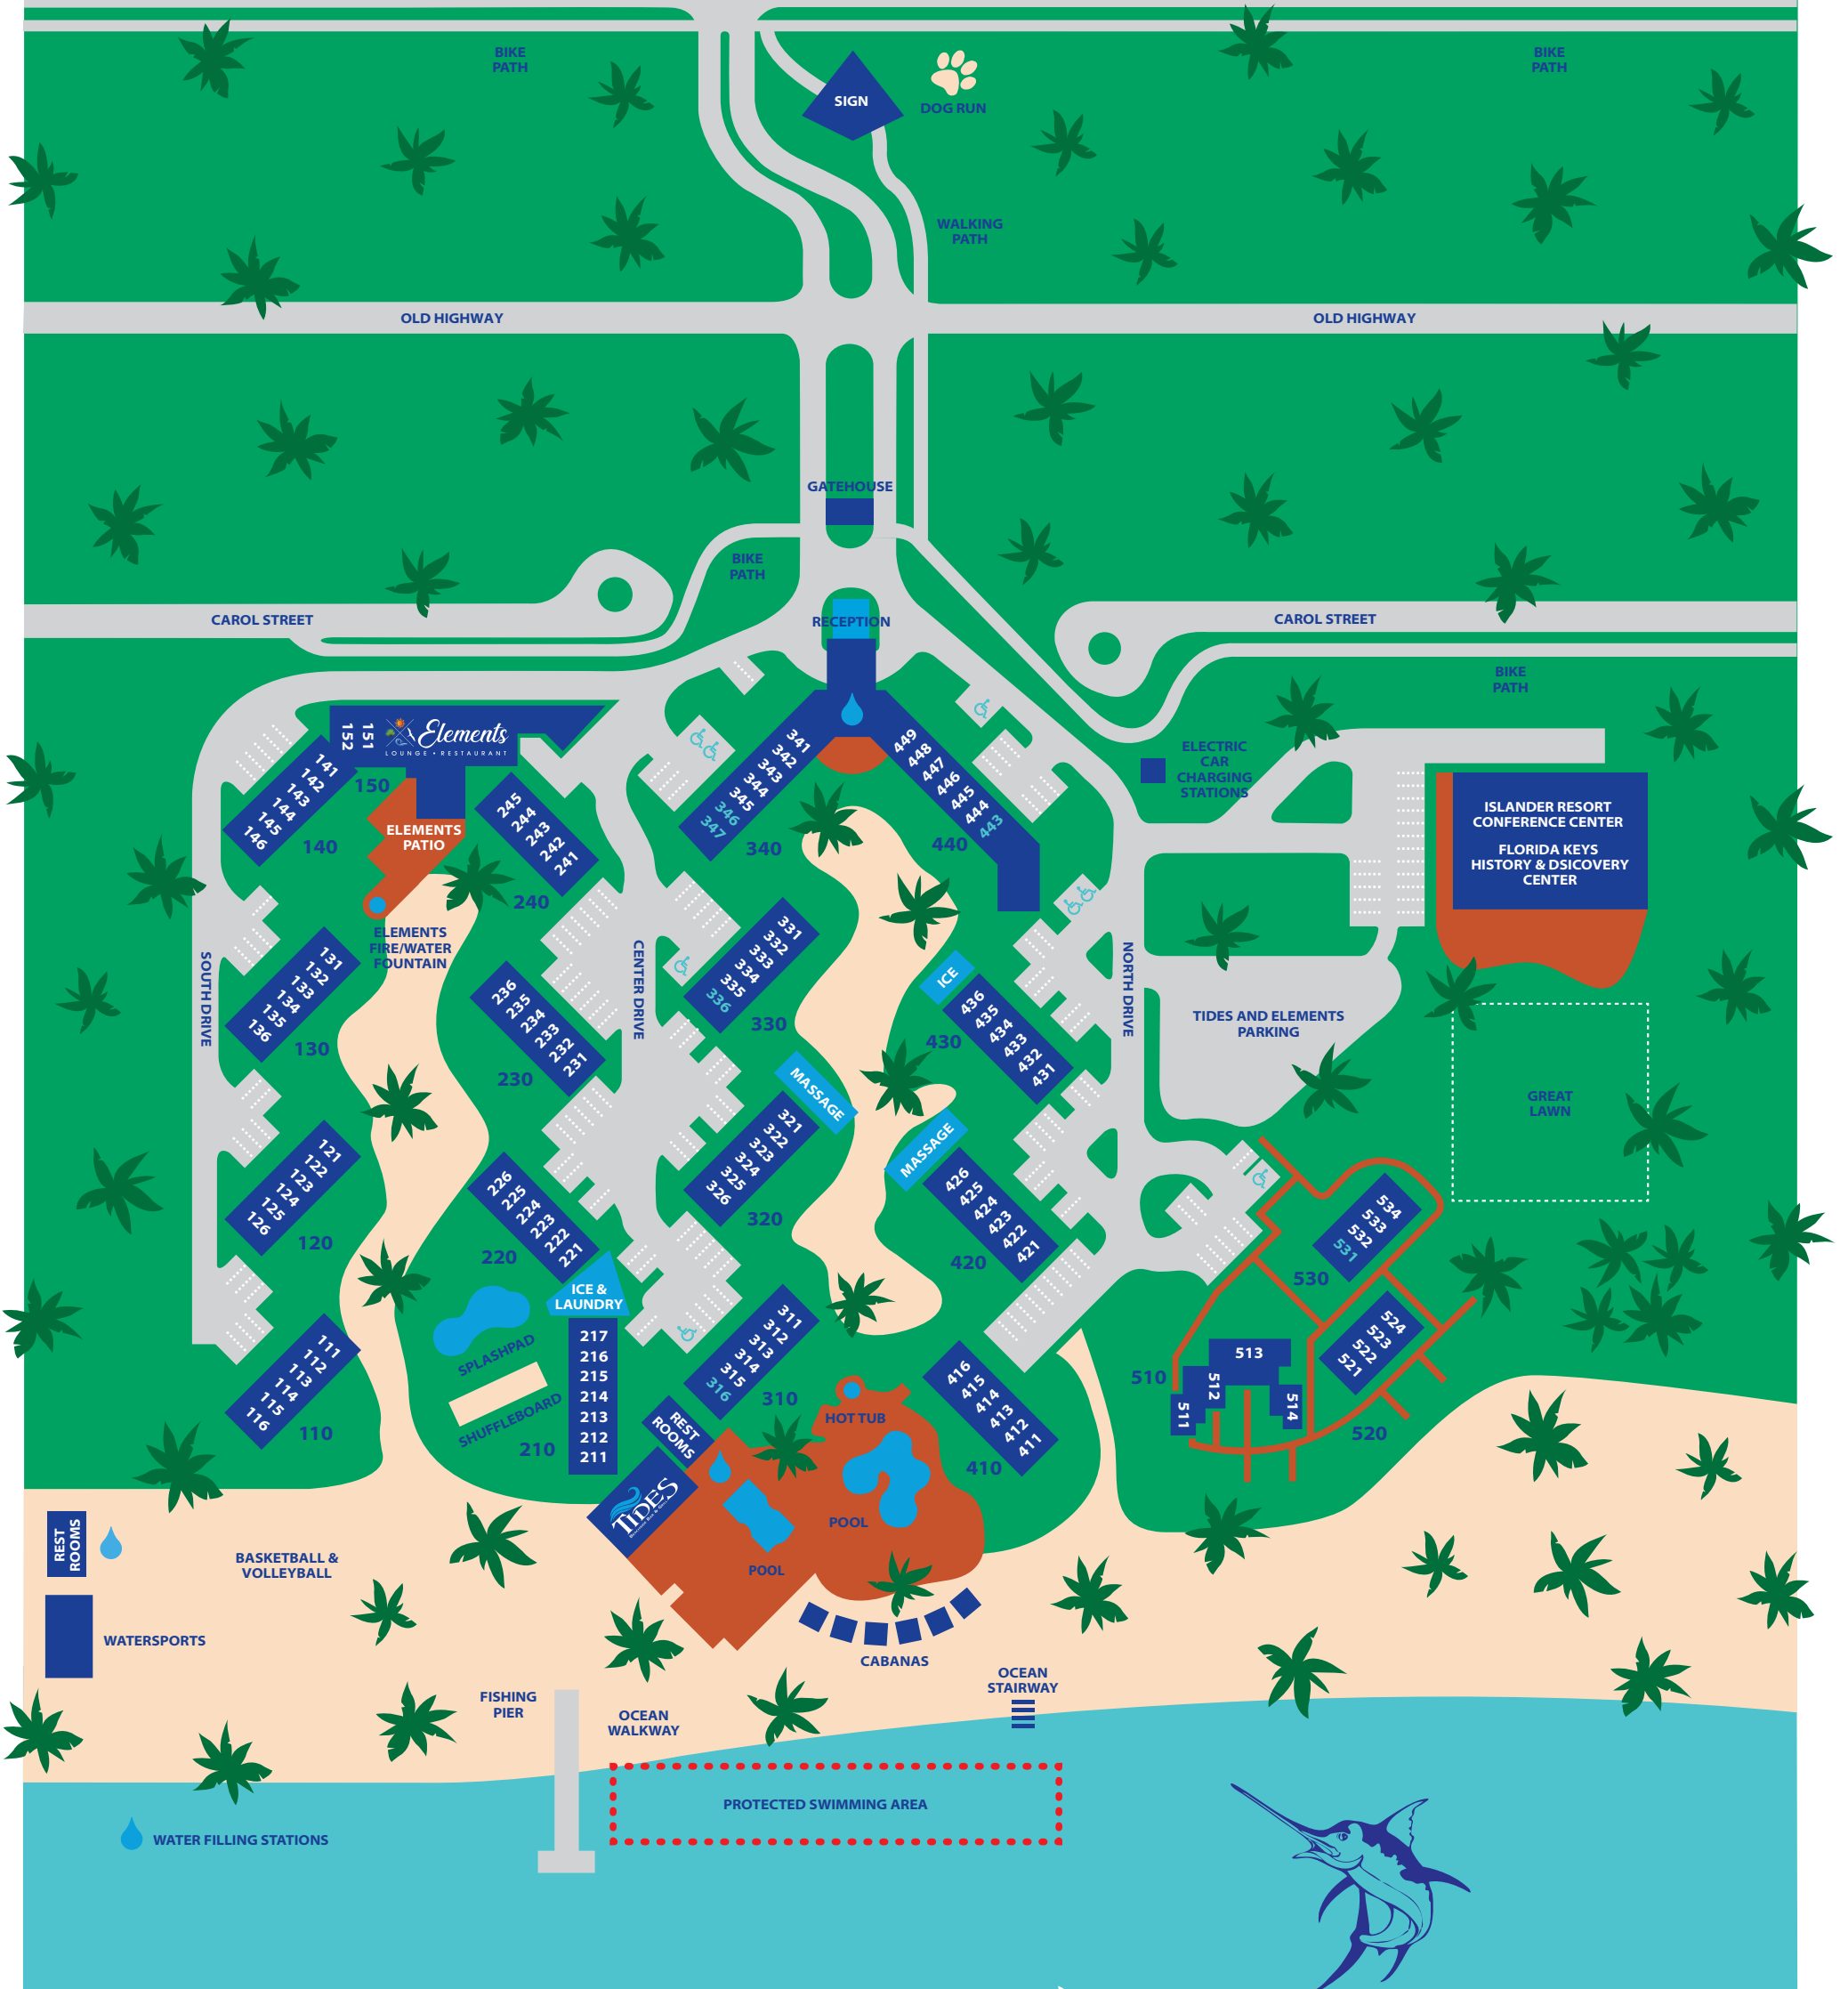 BIKE
PATH
SIGN
DOG RUN
BIKE
PATH
WALKING
PATH
OLD HIGHWAY
OLD HIGHWAY
GATEHOUSE
BIKE
PATH
CAROL STREET
RECEPTION
CAROL STREET
BIKE
PATH
152
151
Elements
LOUNGE • RESTAURANT
150
141
142
143
144
145
146
140
ELEMENTS
PATIO
245
244
243
242
241
240
341
342
343
344
345
346
347
340
449
448
447
446
445
444
443
440
ELECTRIC
CAR
CHARGING
STATIONS
ISLANDER RESORT
CONFERENCE CENTER
FLORIDA KEYS
HISTORY & DSICOVERY
CENTER
ELEMENTS
FIRE/WATER
FOUNTAIN
SOUTH DRIVE
CENTER DRIVE
NORTH DRIVE
131
132
133
134
135
136
130
236
235
234
233
232
231
230
331
332
333
334
335
336
330
ICE
436
435
434
433
432
431
430
TIDES AND ELEMENTS
PARKING
GREAT
LAWN
MASSAGE
MASSAGE
121
122
123
124
125
126
120
226
225
224
223
222
221
220
321
322
323
324
325
326
320
426
425
424
423
422
421
420
534
533
532
531
530
ICE &
LAUNDRY
SPLASHPAD
SHUFFLEBOARD
111
112
113
114
115
116
110
217
216
215
214
213
212
211
210
311
312
313
314
315
316
310
416
415
414
413
412
411
410
524
523
522
521
520
510
513
512
511
514
REST
ROOMS
HOT TUB
TIDES
POOL
POOL
REST
ROOMS
BASKETBALL &
VOLLEYBALL
WATERSPORTS
CABANAS
FISHING
PIER
OCEAN
WALKWAY
OCEAN
STAIRWAY
PROTECTED SWIMMING AREA
WATER FILLING STATIONS